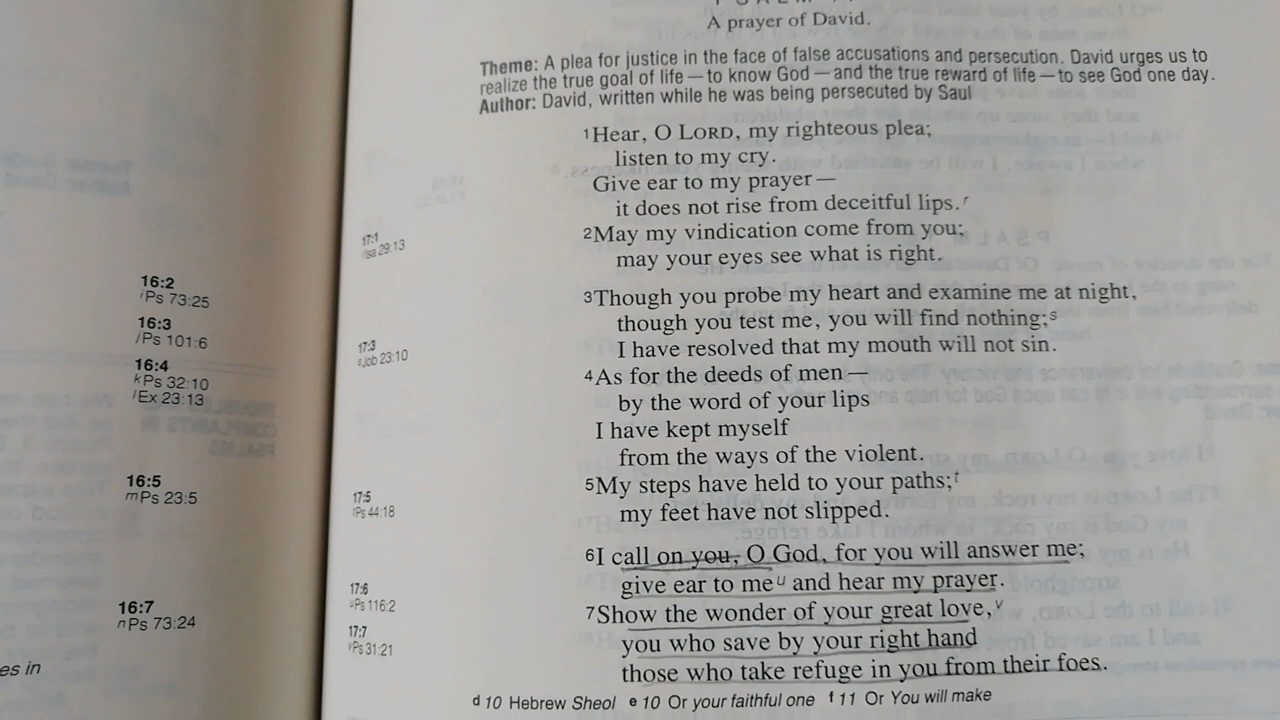 16:2
iPs 73:25
16:3
jPs 101:6
16:4
kPs 32:10
lEx 23:13
16:5
mPs 23:5
16:7
nPs 73:24
es in
A prayer of David.
Theme: A plea for justice in the face of false accusations and persecution. David urges us to
realize the true goal of life—to know God—and the true reward of life—to see God one day.
Author: David, written while he was being persecuted by Saul
1Hear, O LORD, my righteous plea;
listen to my cry.
Give ear to my prayer—
it does not rise from deceitful lips.r
2May my vindication come from you;
may your eyes see what is right.
3Though you probe my heart and examine me at night,
though you test me, you will find nothing;s
I have resolved that my mouth will not sin.
4As for the deeds of men—
by the word of your lips
I have kept myself
from the ways of the violent.
5My steps have held to your paths;t
my feet have not slipped.
6I call on you, O God, for you will answer me;
give ear to meu and hear my prayer.
7Show the wonder of your great love,v
you who save by your right hand
those who take refuge in you from their foes.
17:1
rIsa 29:13
17:3
sJob 23:10
17:5
tPs 44:18
17:6
uPs 116:2
17:7
vPs 31:21
d 10 Hebrew Sheol e 10 Or your faithful one f 11 Or You will make